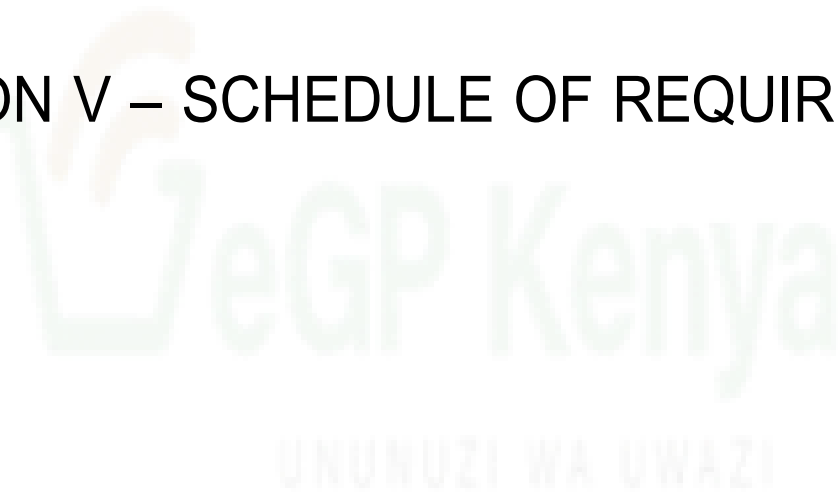 ON V – SCHEDULE OF REQUIR
eGP Kenya
UNUNUZI WA UWAZI